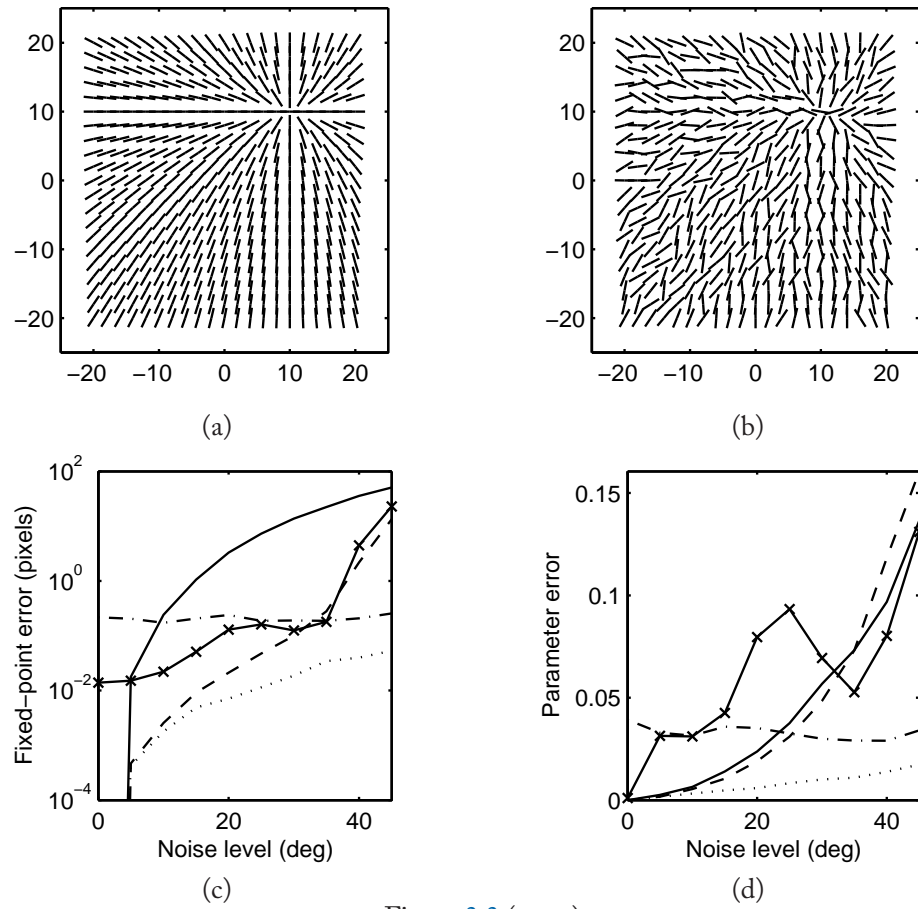 20
10
0
−10
−20
−20 −10 0 10 20
(a)
20
10
0
−10
−20
−20 −10 0 10 20
(b)
Fixed−point error (pixels)
10^2
10^0
10^−2
10^−4
0 20 40
Noise level (deg)
(c)
Parameter error
0.15
0.1
0.05
0
0 20 40
Noise level (deg)
(d)
Figure